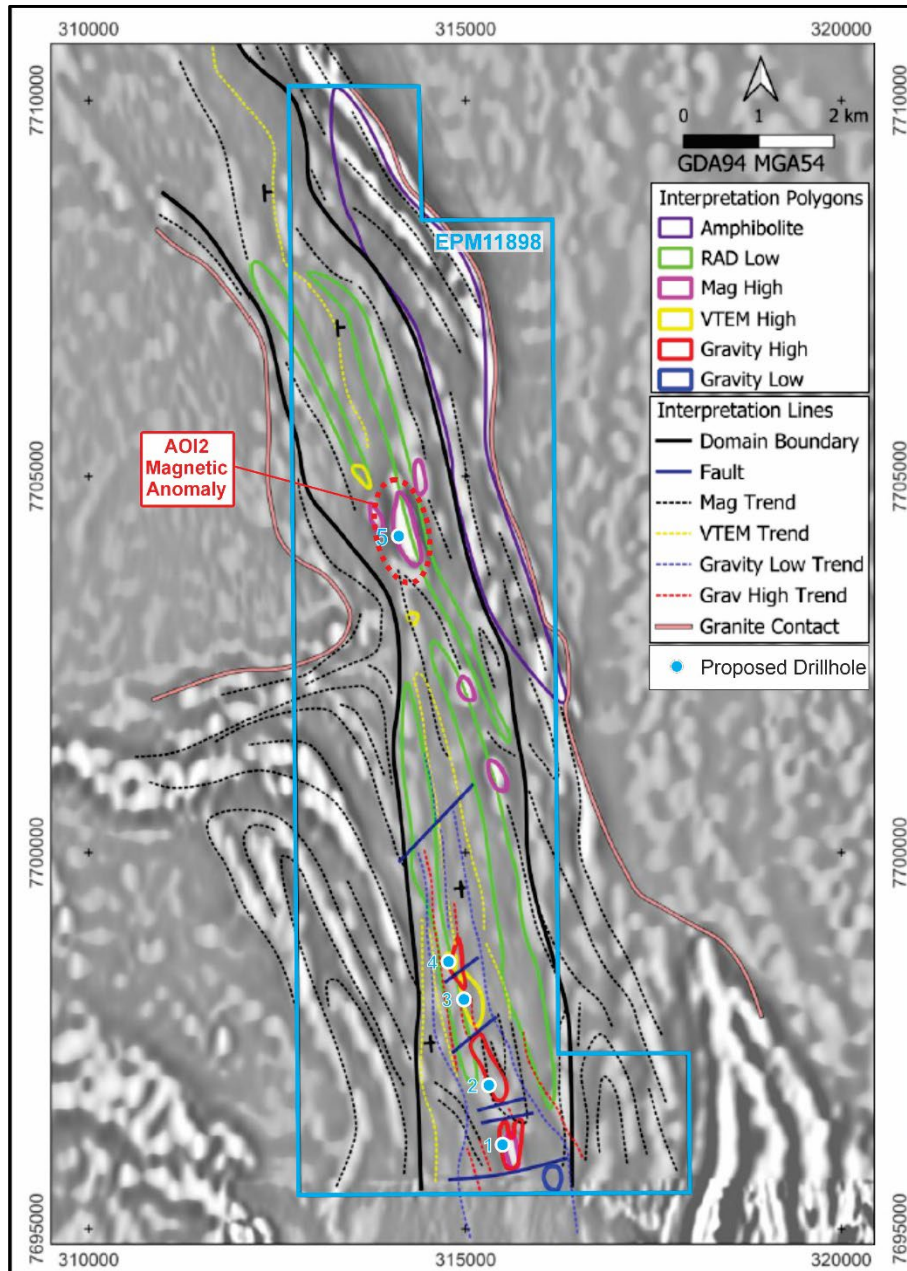 310000
315000
320000
7710000
7710000
0 1 2 km
GDA94 MGA54
Interpretation Polygons
Amphibolite
RAD Low
Mag High
VTEM High
Gravity High
Gravity Low
EPM11898
Interpretation Lines
Domain Boundary
Fault
Mag Trend
VTEM Trend
Gravity Low Trend
Grav High Trend
Granite Contact
Proposed Drillhole
AOI2
Magnetic
Anomaly
7705000
7705000
5
7700000
7700000
4
3
2
1
7695000
7695000
310000
315000
320000